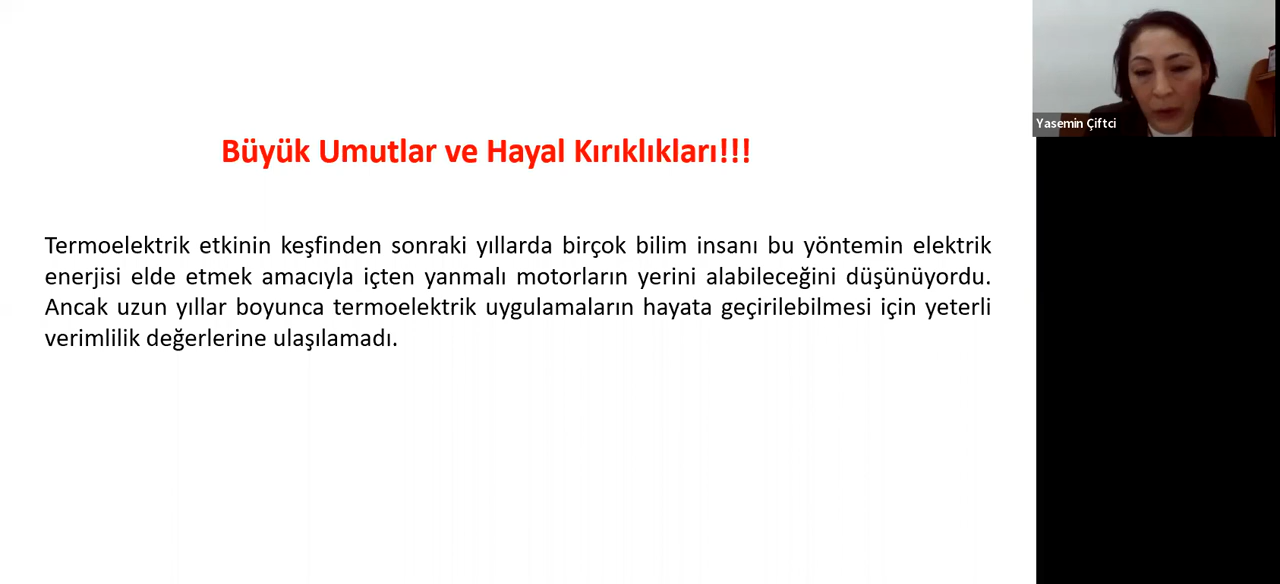 Büyük Umutlar ve Hayal Kırıklıkları!!!
Termoelektrik etkinin keşfinden sonraki yıllarda birçok bilim insanı bu yöntemin elektrik
enerjisi elde etmek amacıyla içten yanmalı motorların yerini alabileceğini düşünüyordu.
Ancak uzun yıllar boyunca termoelektrik uygulamaların hayata geçirilebilmesi için yeterli
verimlilik değerlerine ulaşılamadı.
Yasemin Çiftci